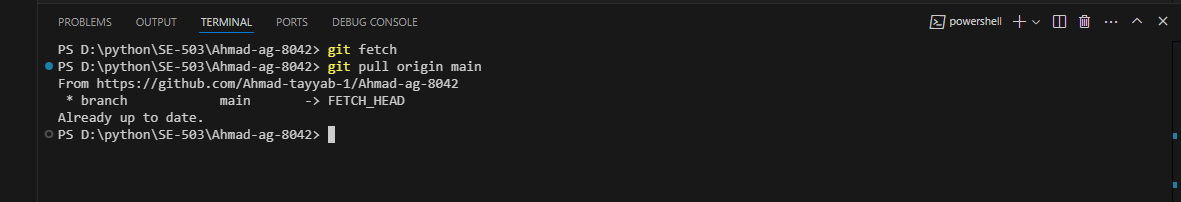 PROBLEMS OUTPUT TERMINAL PORTS DEBUG CONSOLE powershell
PS D:\python\SE-503\Ahmad-ag-8042> git fetch
PS D:\python\SE-503\Ahmad-ag-8042> git pull origin main
From https://github.com/Ahmad-tayyab-1/Ahmad-ag-8042
 * branch            main       -> FETCH_HEAD
Already up to date.
PS D:\python\SE-503\Ahmad-ag-8042>